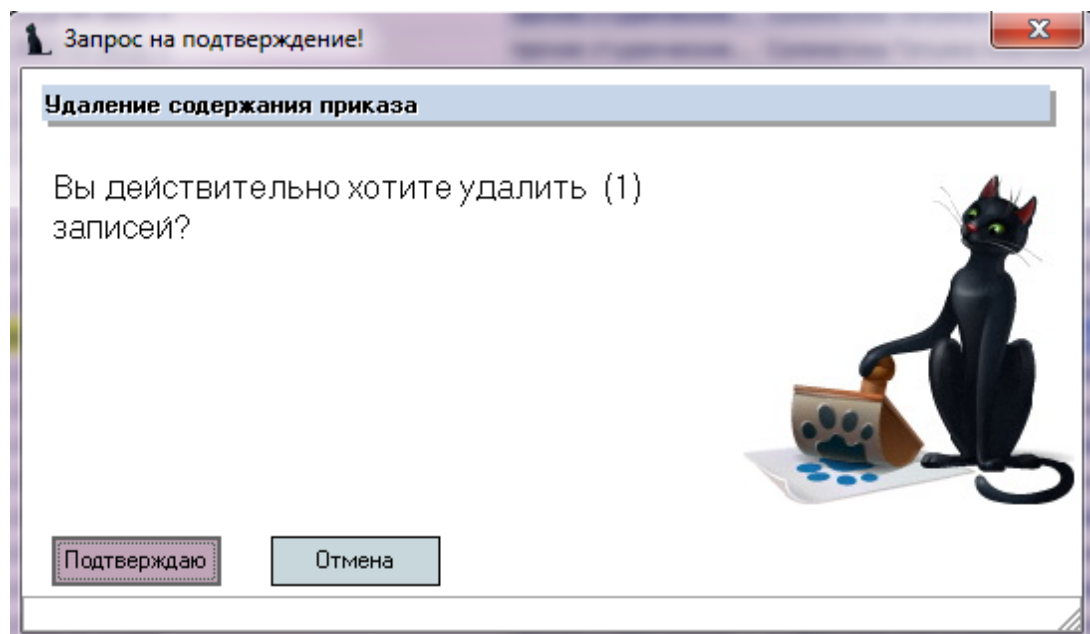 Запрос на подтверждение!
Удаление содержания приказа
Вы действительно хотите удалить (1)
записей?
Подтверждаю
Отмена